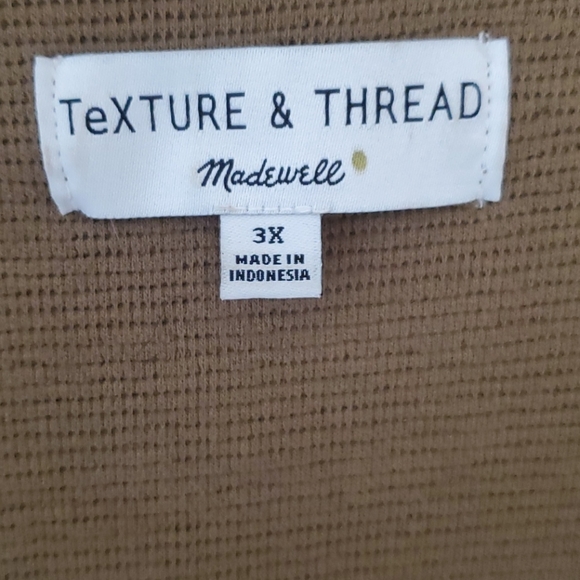 TeXTURE & THREAD
Madewell
3X
MADE IN
INDONESIA